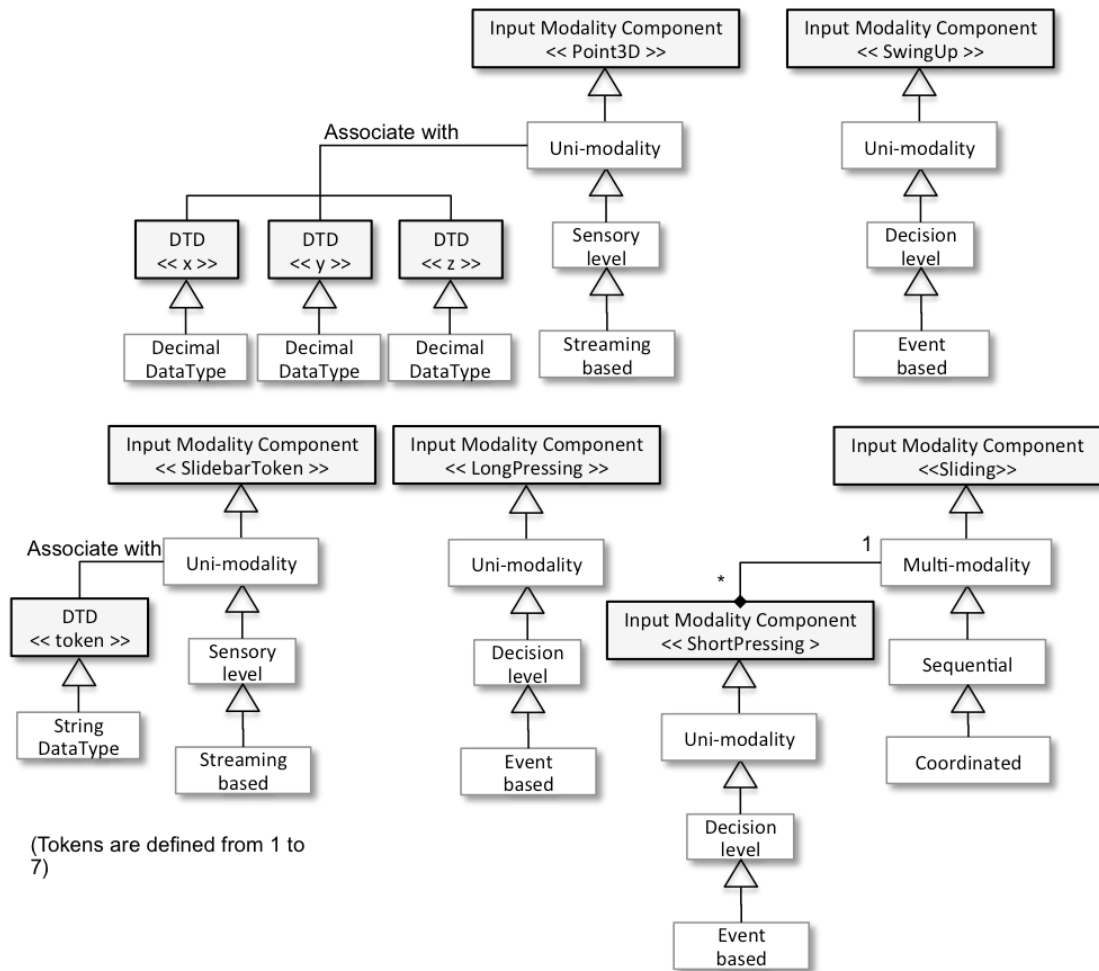 Input Modality Component
<< Point3D >>
Input Modality Component
<< SwingUp >>
Associate with
Uni-modality
Uni-modality
DTD
<< x >>
DTD
<< y >>
DTD
<< z >>
Sensory
level
Decision
level
Decimal
DataType
Decimal
DataType
Decimal
DataType
Streaming
based
Event
based
Input Modality Component
<< SlidebarToken >>
Input Modality Component
<< LongPressing >>
Input Modality Component
<<Sliding>>
Associate with
Uni-modality
Uni-modality
1
Multi-modality
*
DTD
<< token >>
Input Modality Component
<< ShortPressing >
Sensory
level
Decision
level
Sequential
String
DataType
Uni-modality
Streaming
based
Event
based
Coordinated
(Tokens are defined from 1 to
7)
Decision
level
Event
based